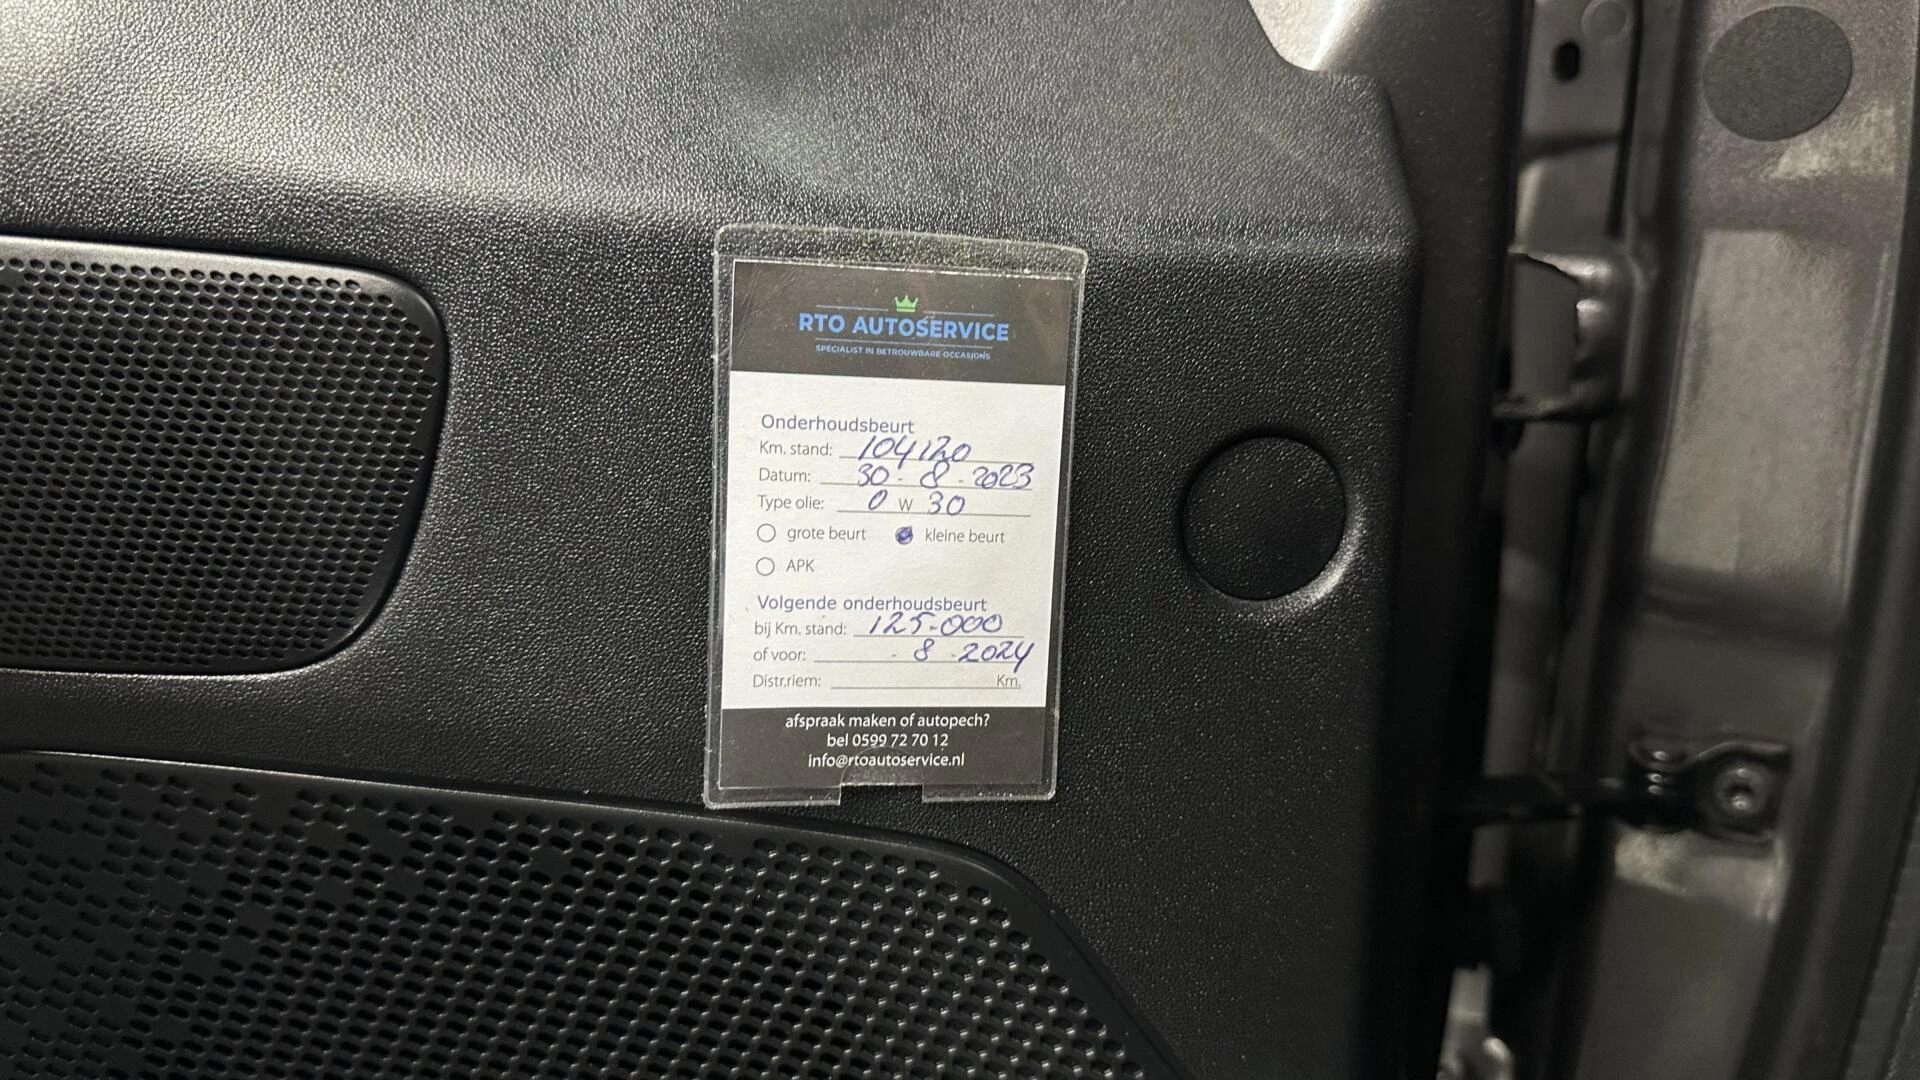 RTO AUTOSERVICE
SPECIALIST IN BETROUWBARE OCCASIONS
Onderhoudsbeurt
Km. stand: 104120
Datum: 30 - 8 - 2023
Type olie: 0 W 30
grote beurt kleine beurt
APK
Volgende onderhoudsbeurt
bij Km. stand: 125.000
of voor: - 8 - 2024
Distr.riem: Km.
afspraak maken of autopech?
bel 0599 72 70 12
info@rtoautoservice.nl